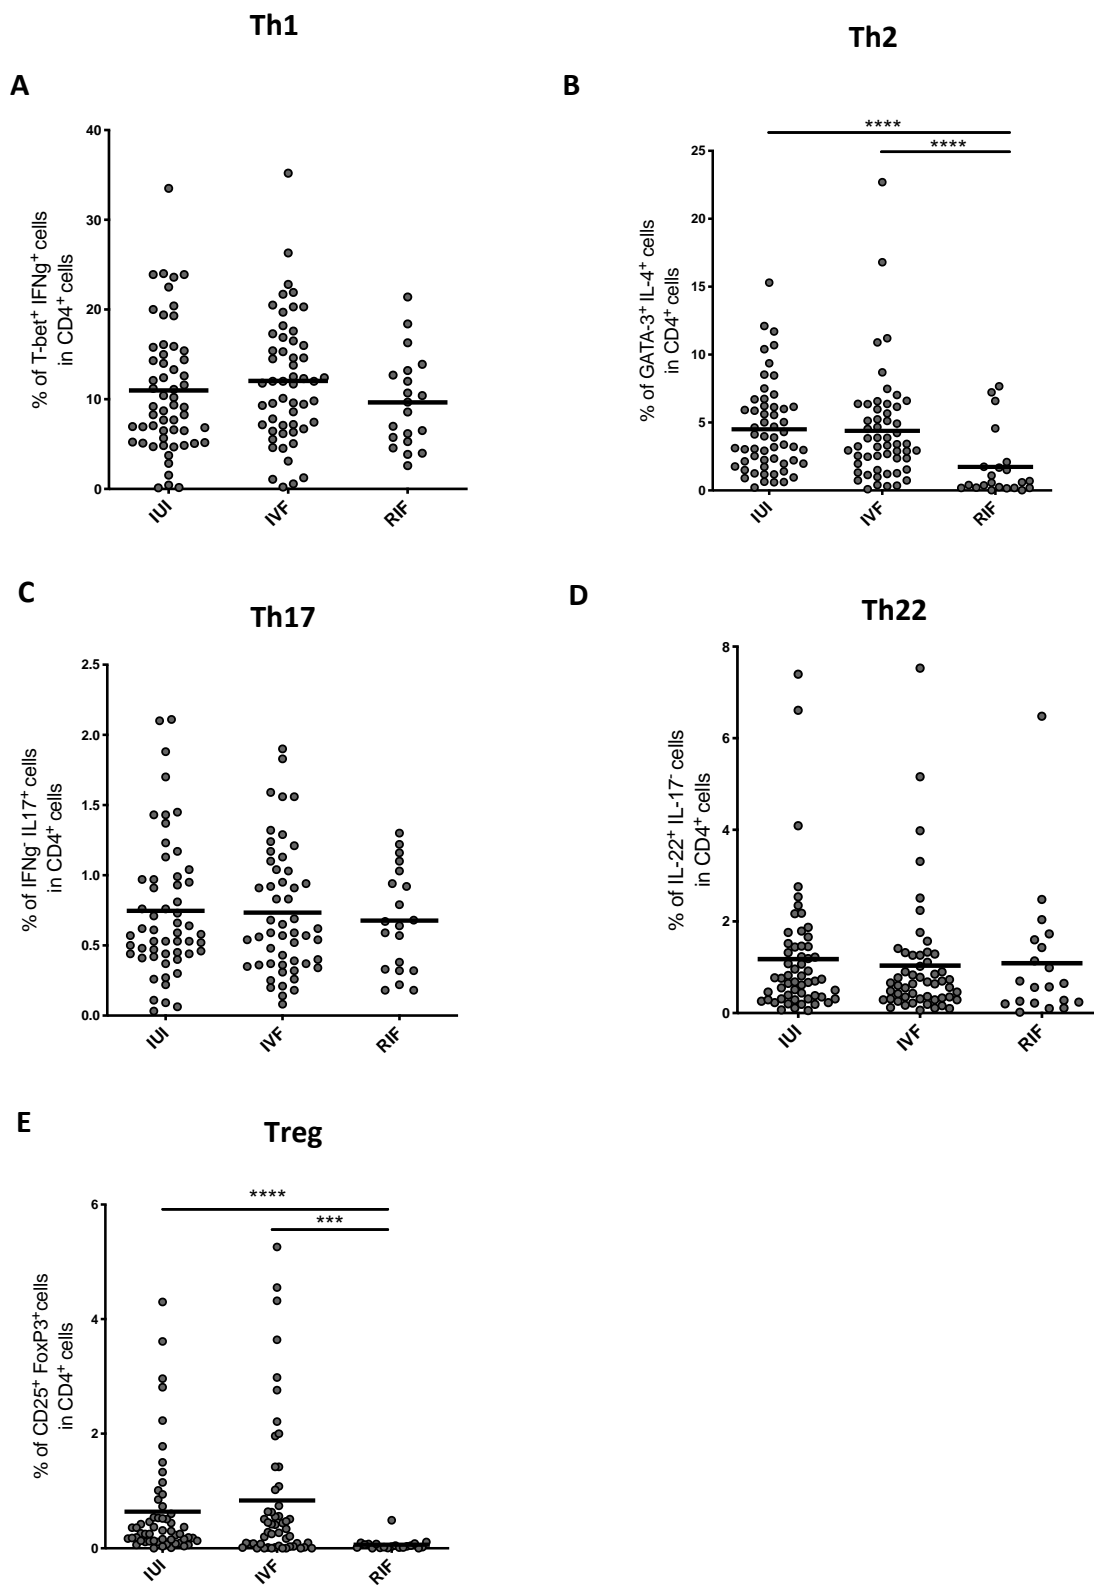 Th1
A
% of T-bet⁺ IFNg⁺ cells
in CD4⁺ cells
40
30
20
10
0
IUI
IVF
RIF
Th2
B
% of GATA-3⁺ IL-4⁺ cells
in CD4⁺ cells
****
****
25
20
15
10
5
0
IUI
IVF
RIF
C
Th17
% of IFNg⁻ IL17⁺ cells
in CD4⁺ cells
2.5
2.0
1.5
1.0
0.5
0.0
IUI
IVF
RIF
D
Th22
% of IL-22⁺ IL-17⁻ cells
in CD4⁺ cells
8
6
4
2
0
IUI
IVF
RIF
E
Treg
% of CD25⁺ FoxP3⁺cells
in CD4⁺ cells
****
***
6
4
2
0
IUI
IVF
RIF